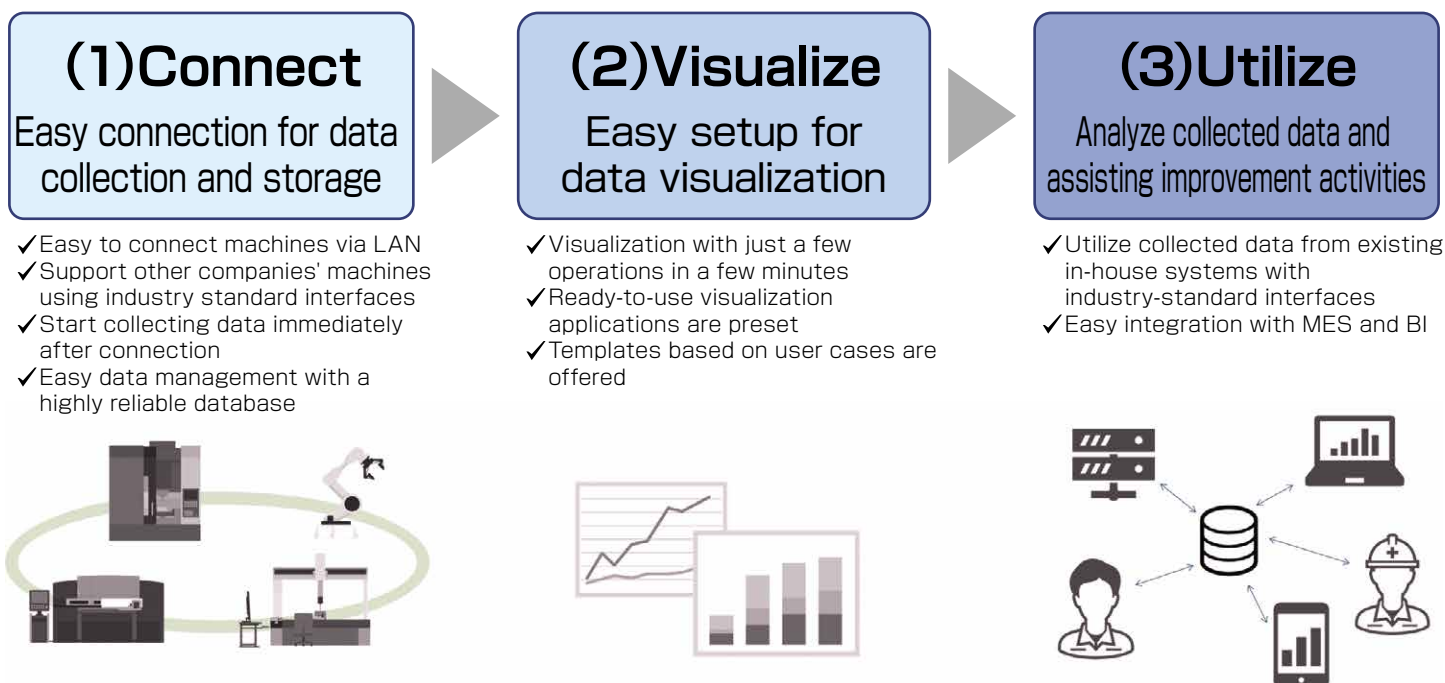 (1)Connect
Easy connection for data
collection and storage
✓Easy to connect machines via LAN
✓Support other companies' machines
using industry standard interfaces
✓Start collecting data immediately
after connection
✓Easy data management with a
highly reliable database
(2)Visualize
Easy setup for
data visualization
✓Visualization with just a few
operations in a few minutes
✓Ready-to-use visualization
applications are preset
✓Templates based on user cases are
offered
(3)Utilize
Analyze collected data and
assisting improvement activities
✓Utilize collected data from existing
in-house systems with
industry-standard interfaces
✓Easy integration with MES and BI